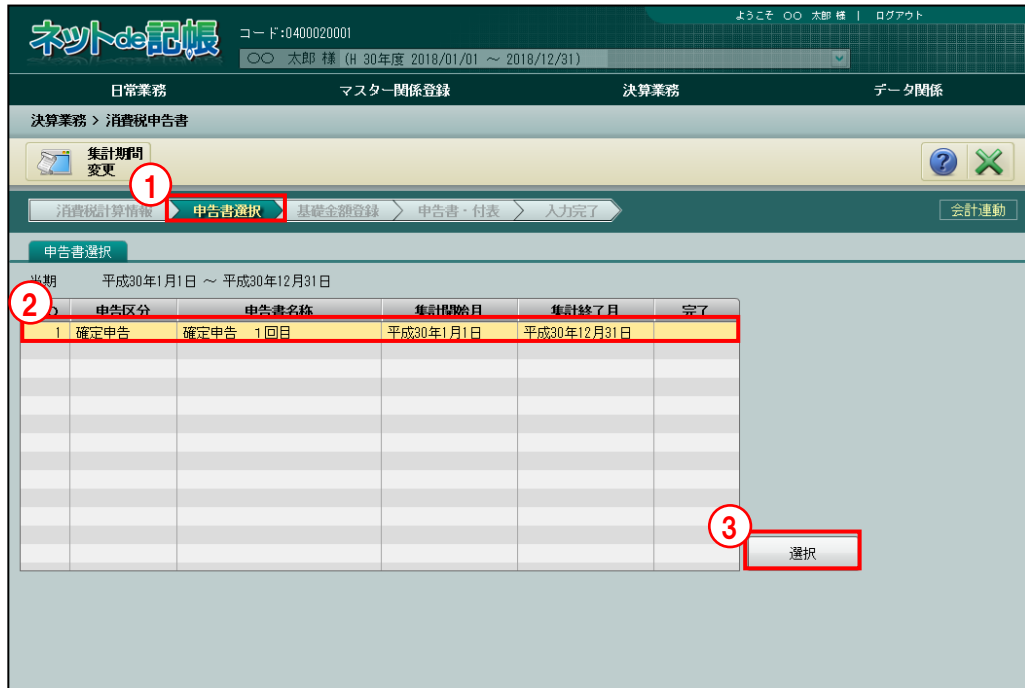 ようこそ 〇〇 太郎 様 | ログアウト
ネットde記帳
コード:0400020001
〇〇 太郎 様 (H 30年度 2018/01/01 ～ 2018/12/31)
日常業務 マスター関係登録 決算業務 データ関係
決算業務 > 消費税申告書
集計期間
変更
?
1
消費税計算情報 申告書選択 基礎金額登録 申告書・付表 入力完了 会計連動
申告書選択
期 平成30年1月1日 ～ 平成30年12月31日
2
申告区分 申告書名称 集計開始月 集計終了月 完了
1 確定申告 確定申告 1回目 平成30年1月1日 平成30年12月31日
3
選択